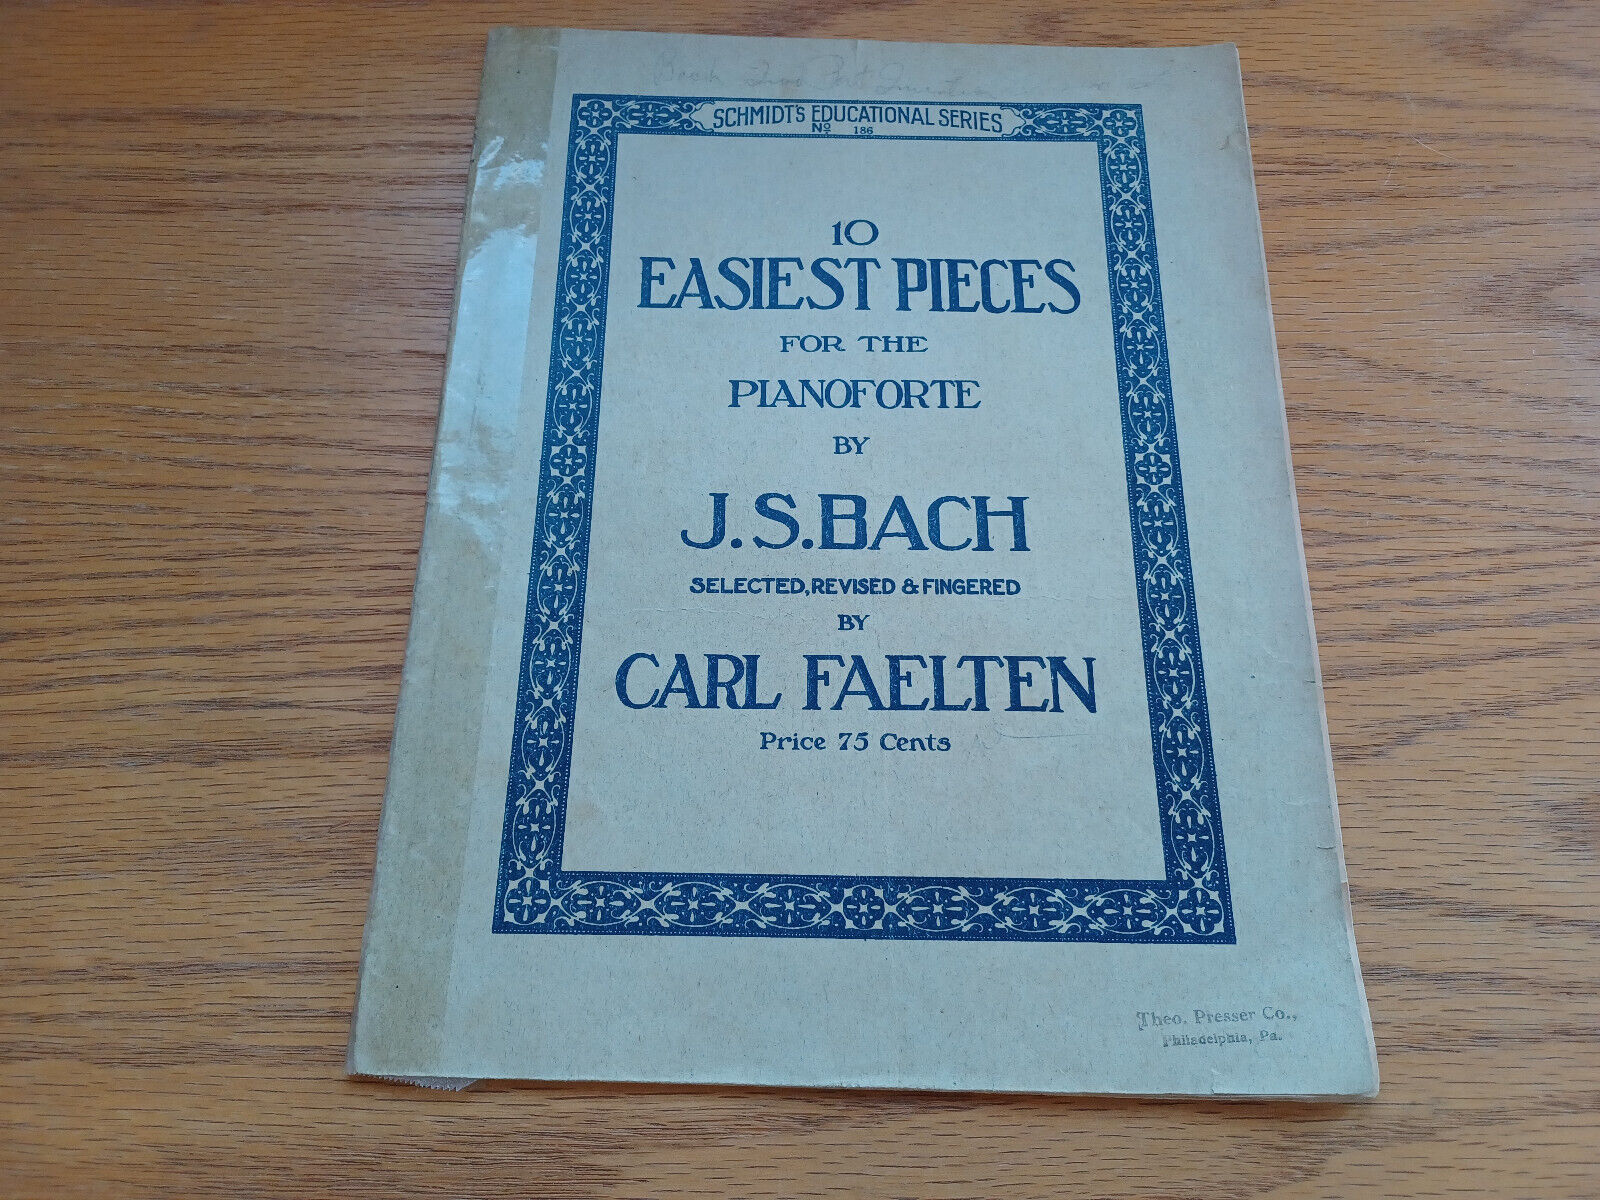 SCHMIDT'S EDUCATIONAL SERIES
No 186
10
EASIEST PIECES
FOR THE
PIANOFORTE
BY
J.S.BACH
SELECTED, REVISED & FINGERED
BY
CARL FAELTEN
Price 75 Cents
Theo. Presser Co.,
Philadelphia, Pa.